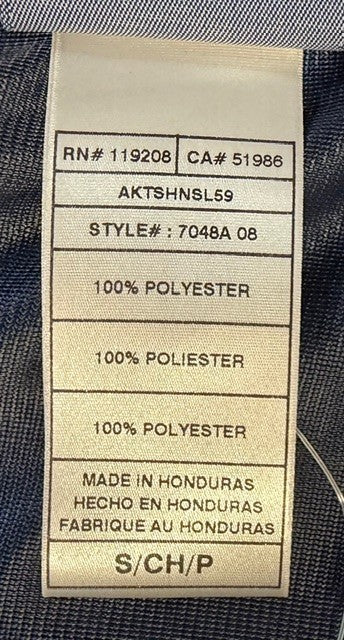 RN# 119208 CA# 51986
AKTSHNSL59
STYLE# : 7048A 08
100% POLYESTER
100% POLIESTER
100% POLYESTER
MADE IN HONDURAS
HECHO EN HONDURAS
FABRIQUE AU HONDURAS
S/CH/P